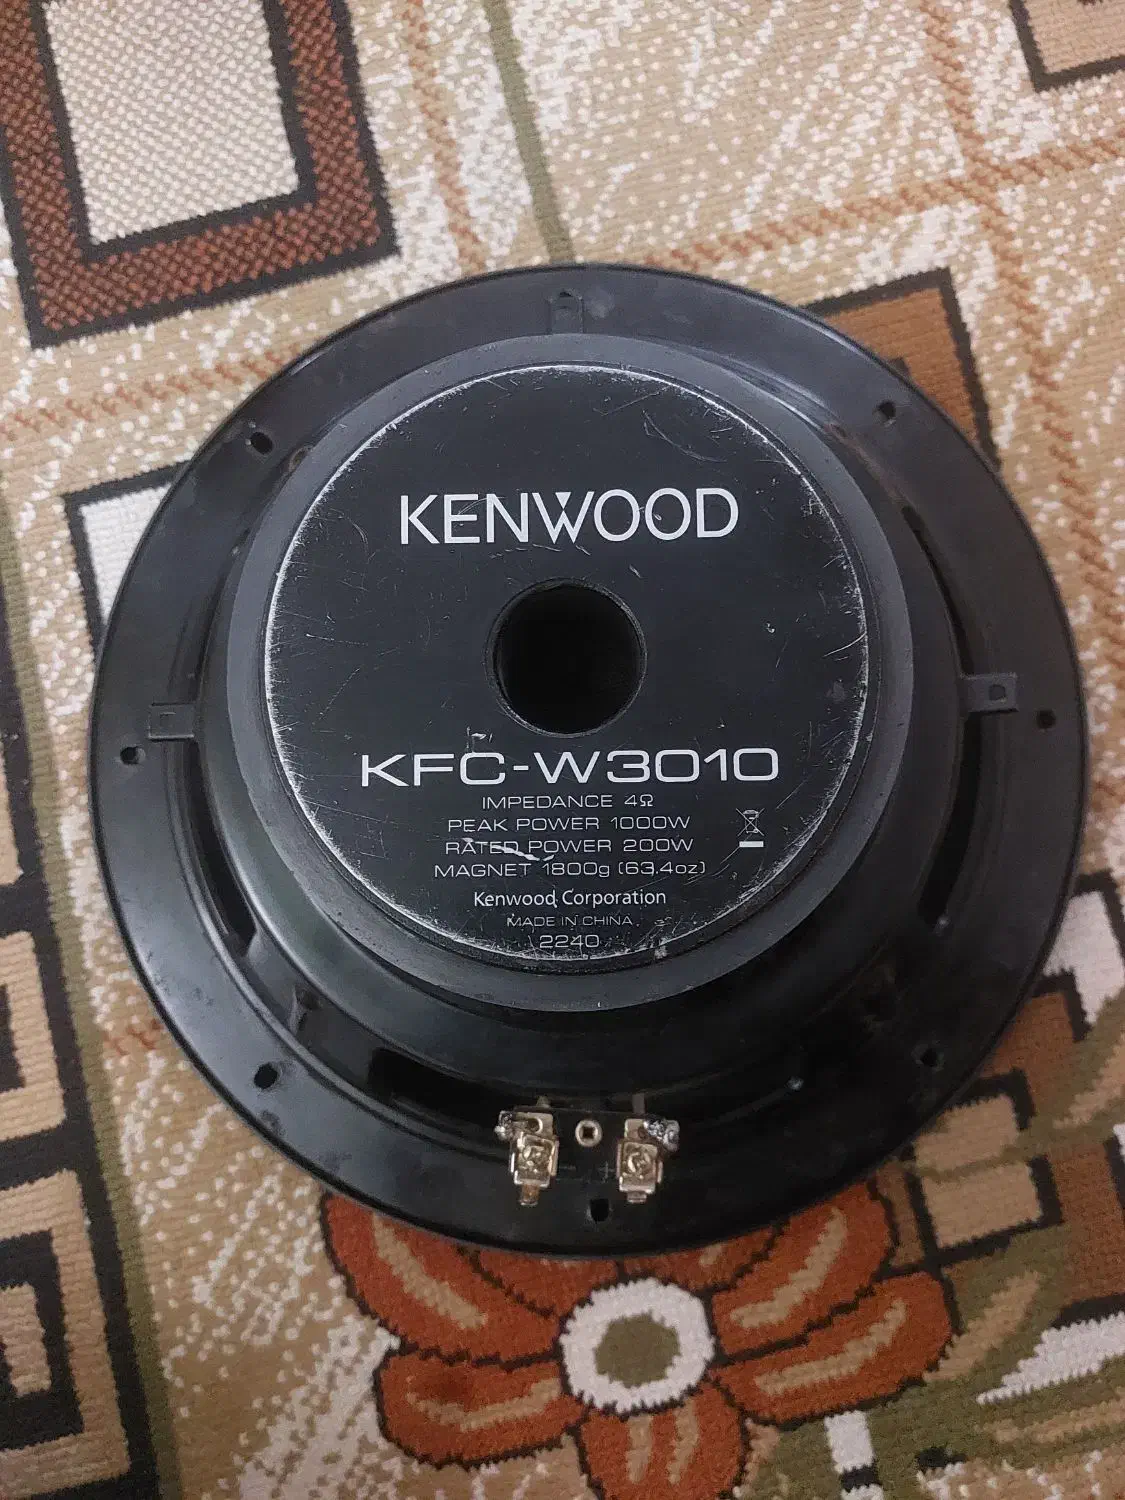 KENWOOD
KFC-W3010
IMPEDANCE 4Ω
PEAK POWER 1000W
RATED POWER 200W
MAGNET 1800g (63.4oz)
Kenwood Corporation
MADE IN CHINA
2240
- +